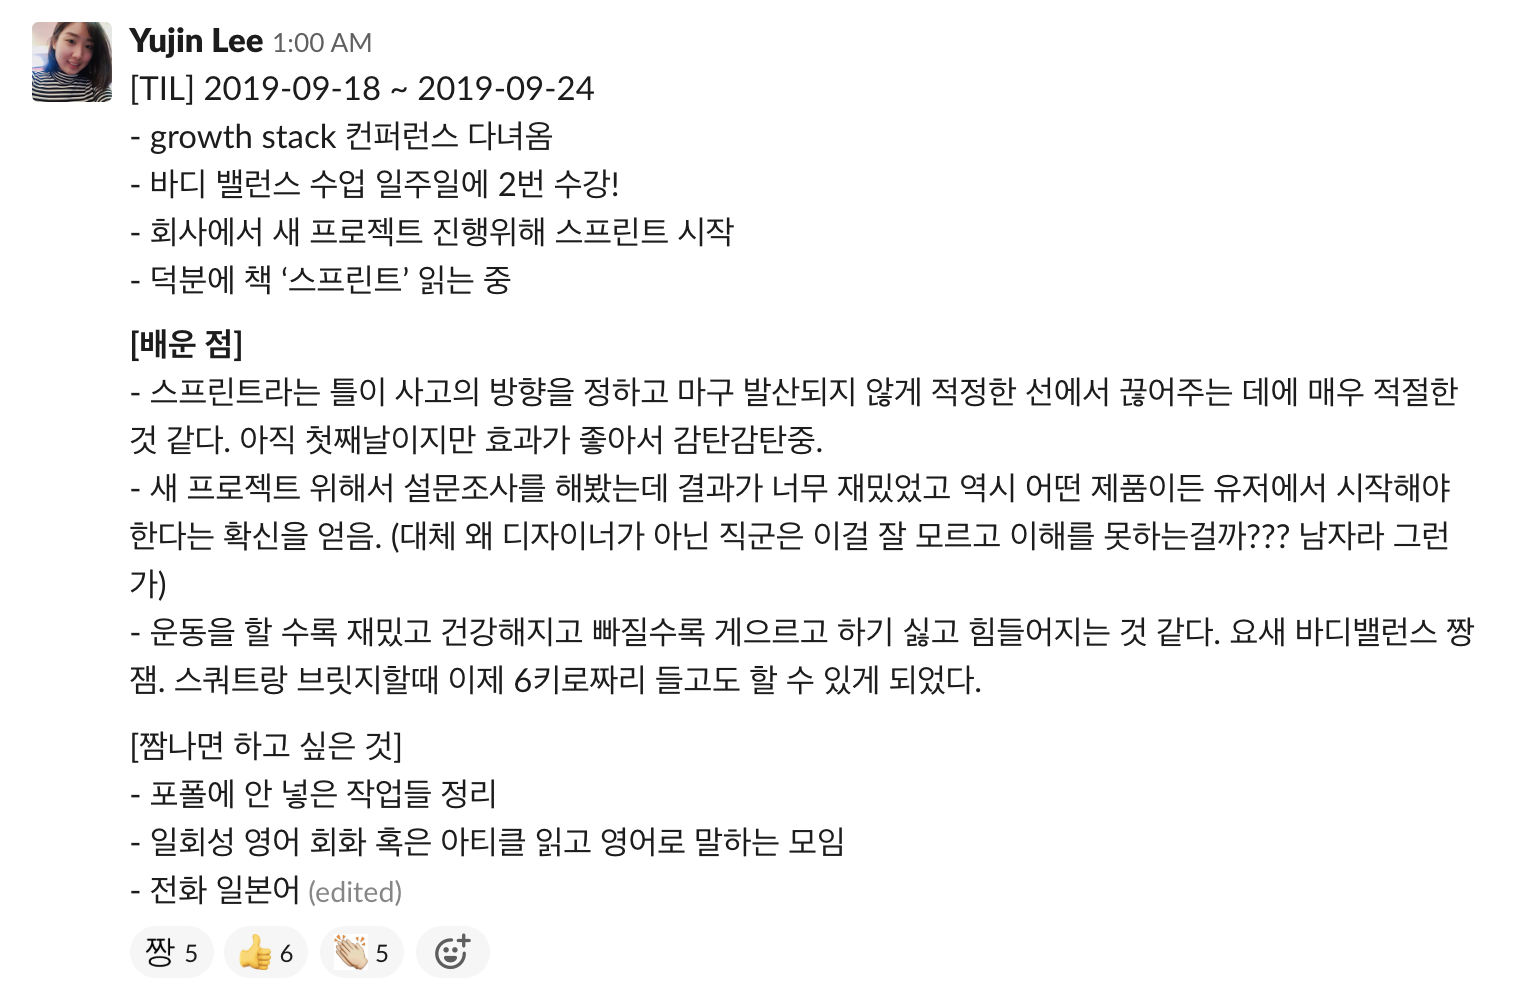 Yujin Lee 1:00 AM
[TIL] 2019-09-18 ~ 2019-09-24
- growth stack 컨퍼런스 다녀옴
- 바디 밸런스 수업 일주일에 2번 수강!
- 회사에서 새 프로젝트 진행위해 스프린트 시작
- 덕분에 책 ‘스프린트’ 읽는 중
[배운 점]
- 스프린트라는 틀이 사고의 방향을 정하고 마구 발산되지 않게 적정한 선에서 끊어주는 데에 매우 적절한
것 같다. 아직 첫째날이지만 효과가 좋아서 감탄감탄중.
- 새 프로젝트 위해서 설문조사를 해봤는데 결과가 너무 재밌었고 역시 어떤 제품이든 유저에서 시작해야
한다는 확신을 얻음. (대체 왜 디자이너가 아닌 직군은 이걸 잘 모르고 이해를 못하는걸까??? 남자라 그런
가)
- 운동을 할 수록 재밌고 건강해지고 빠질수록 게으르고 하기 싫고 힘들어지는 것 같다. 요새 바디밸런스 짱
잼. 스쿼트랑 브릿지할때 이제 6키로짜리 들고도 할 수 있게 되었다.
[짬나면 하고 싶은 것]
- 포폴에 안 넣은 작업들 정리
- 일회성 영어 회화 혹은 아티클 읽고 영어로 말하는 모임
- 전화 일본어 (edited)
짱 5 👍 6 👏 5